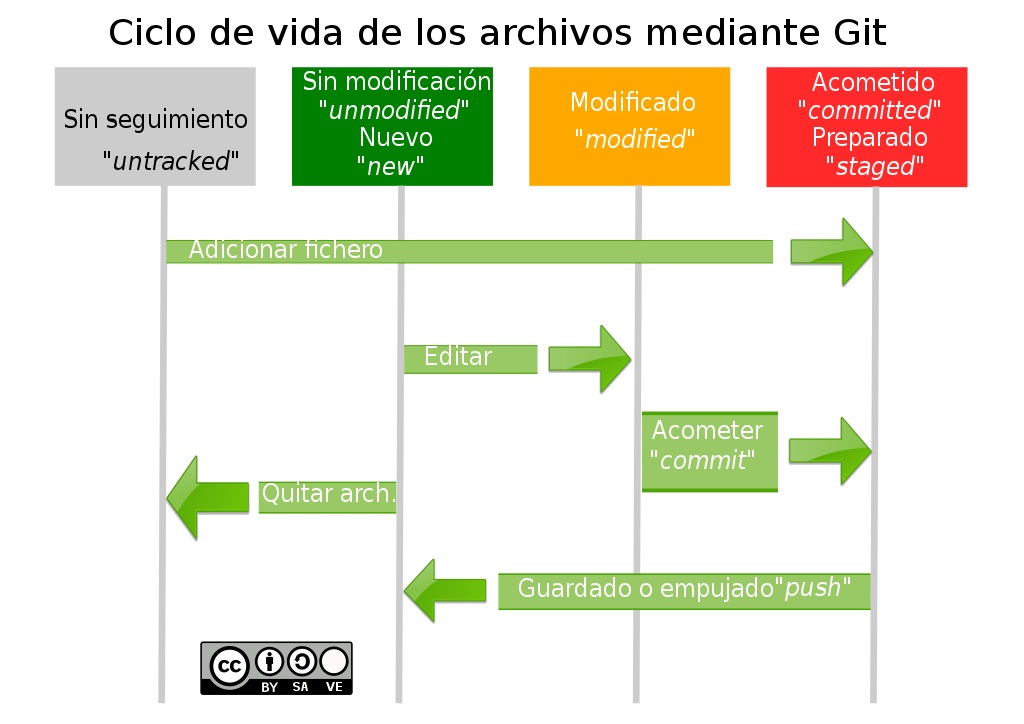 Ciclo de vida de los archivos mediante Git
Sin seguimiento
"untracked"
Sin modificación
"unmodified"
Nuevo
"new"
Modificado
"modified"
Acometido
"committed"
Preparado
"staged"
Adicionar fichero
Editar
Acometer
"commit"
Quitar arch.
Guardado o empujado"push"
cc
BY SA VE